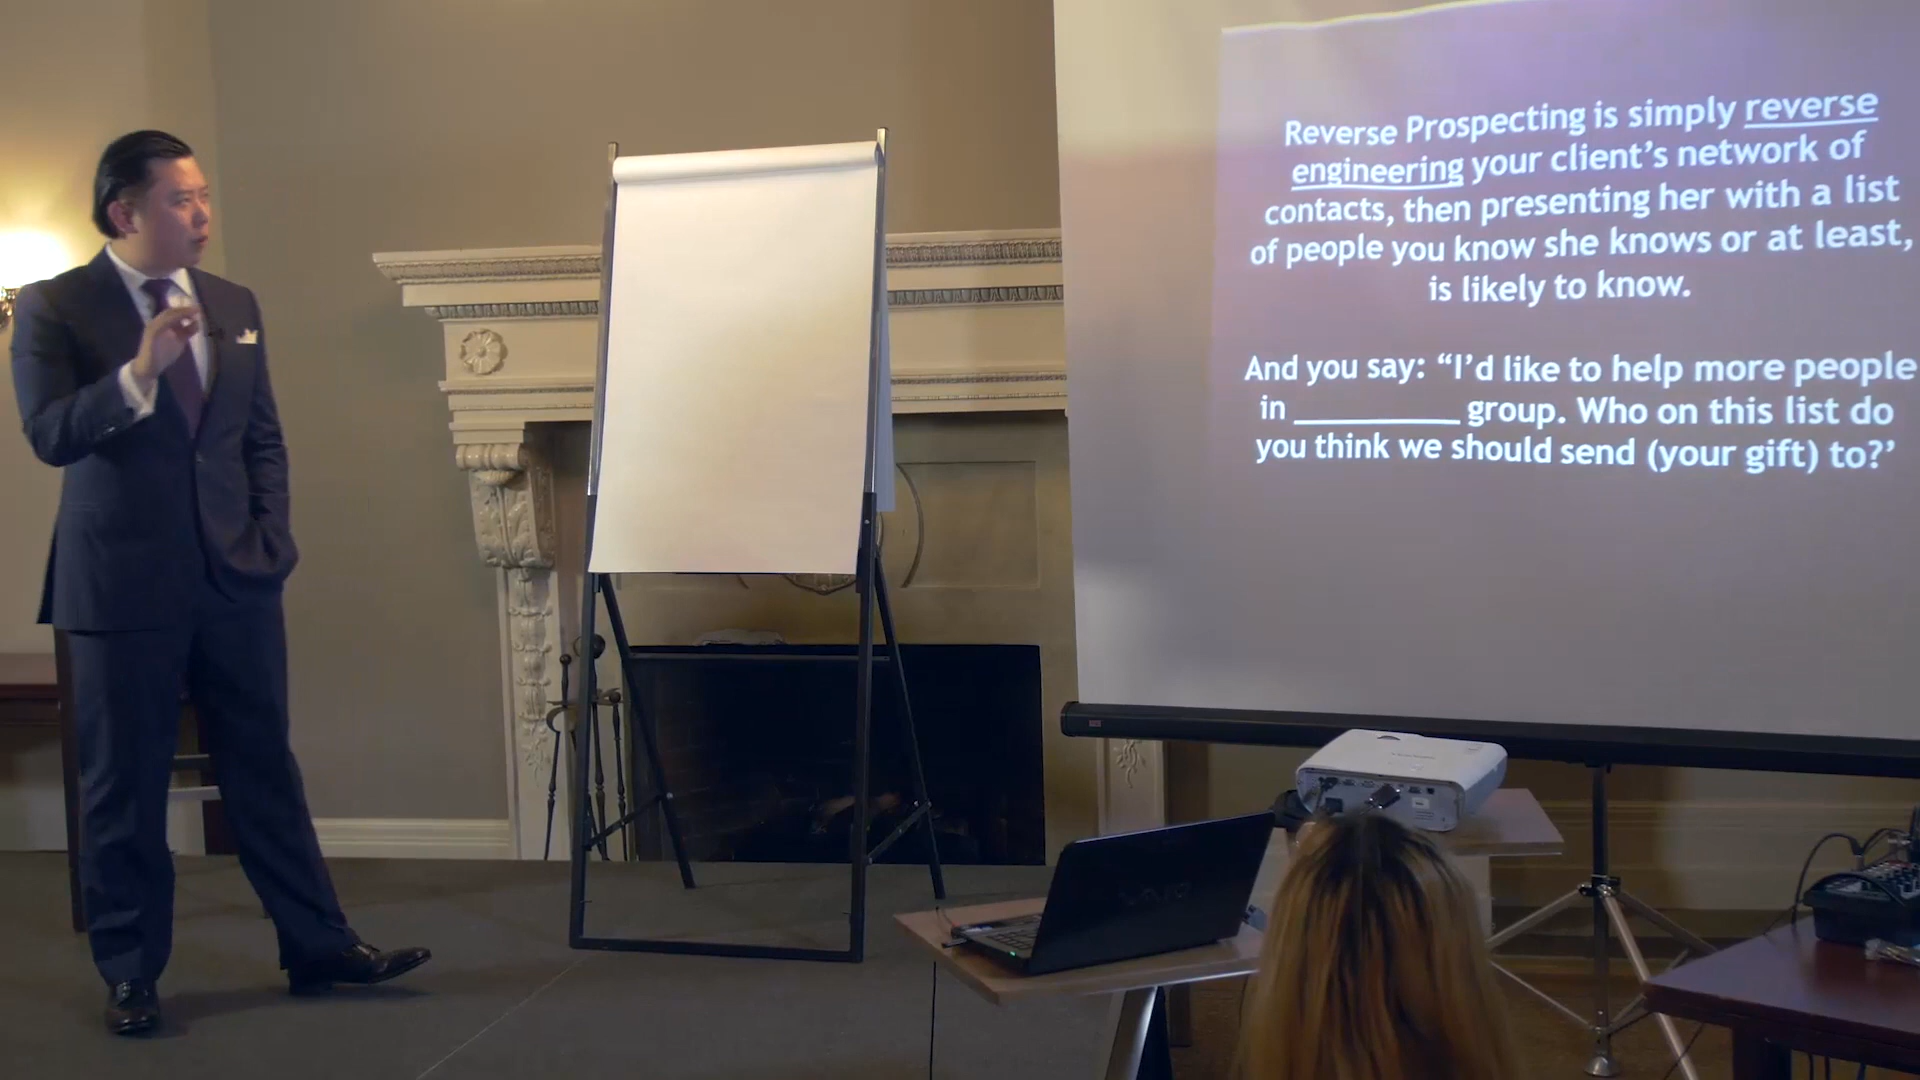 Reverse Prospecting is simply reverse
engineering your client's network of
contacts, then presenting her with a list
of people you know she knows or at least,
is likely to know.
And you say: “I'd like to help more people
in __________ group. Who on this list do
you think we should send (your gift) to?’
VAIO